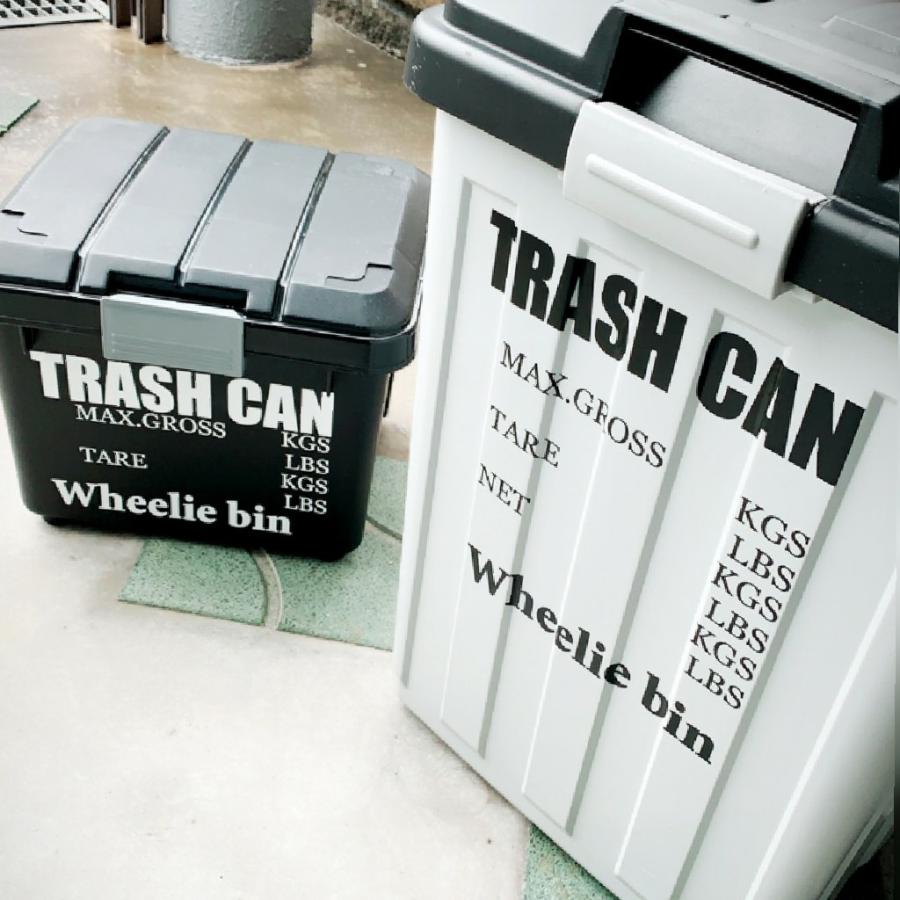 TRASH CAN
MAX.GROSS
KGS
TARE
LBS
KGS
LBS
Wheelie bin
TRASH CAN
MAX.GROSS
TARE
NET
KGS
LBS
KGS
LBS
KGS
LBS
Wheelie bin